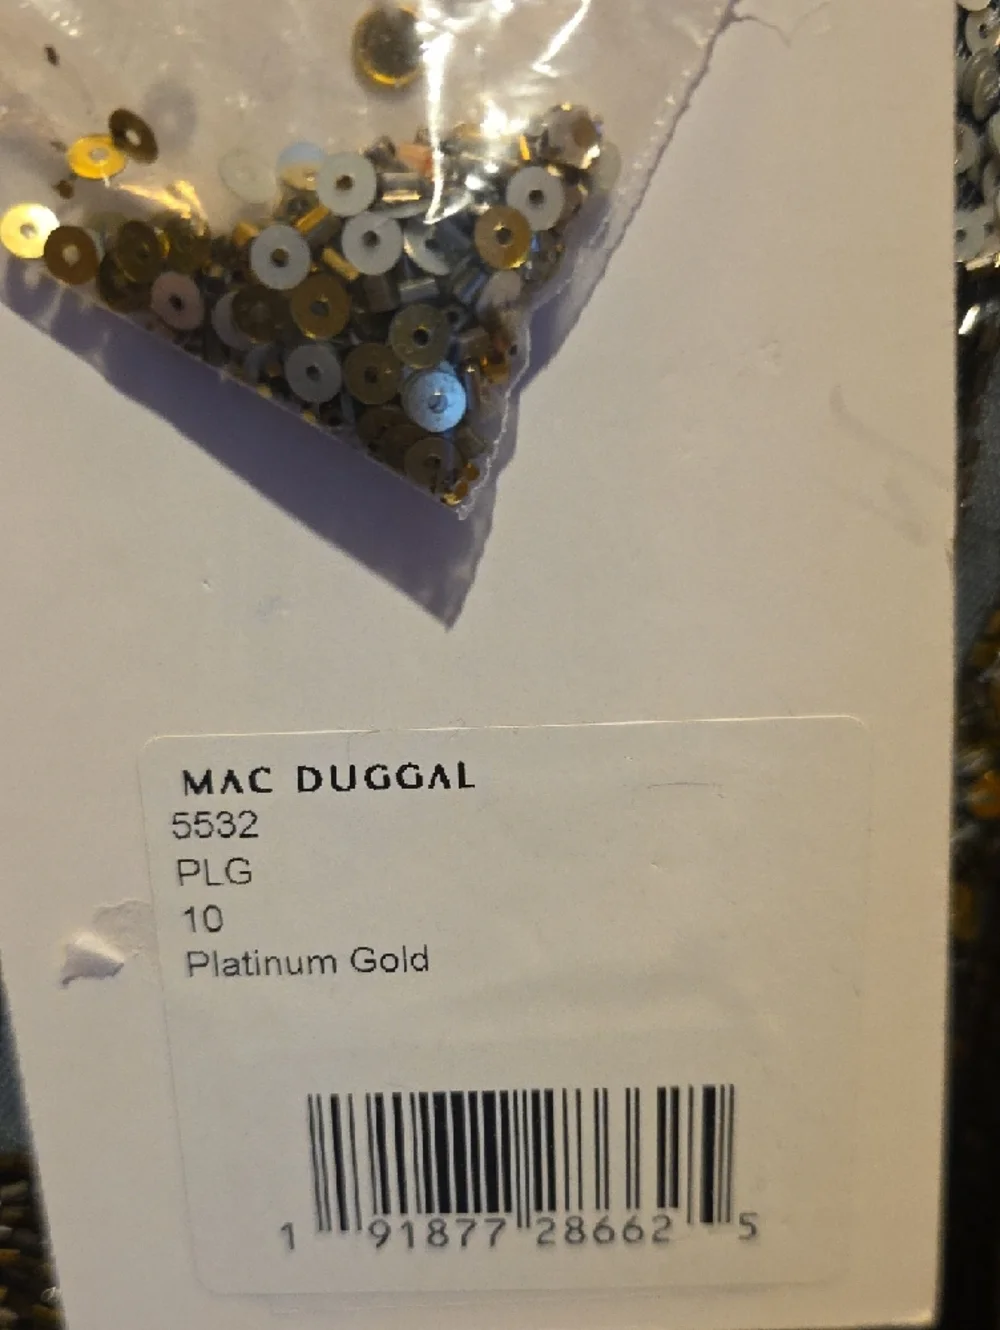 MAC DUGGAL
5532
PLG
10
Platinum Gold
1 91877 28662 5